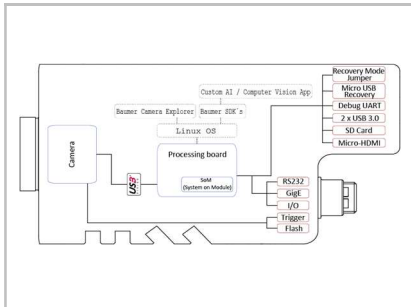 Custom AI / Computer Vision App
Baumer Camera Explorer
Baumer SDK's
Linux OS
Camera
USB
Processing board
SoM
(System on Module)
Recovery Mode
Jumper
Micro USB
Recovery
Debug UART
2 x USB 3.0
SD Card
Micro-HDMI
RS232
GigE
I/O
Trigger
Flash